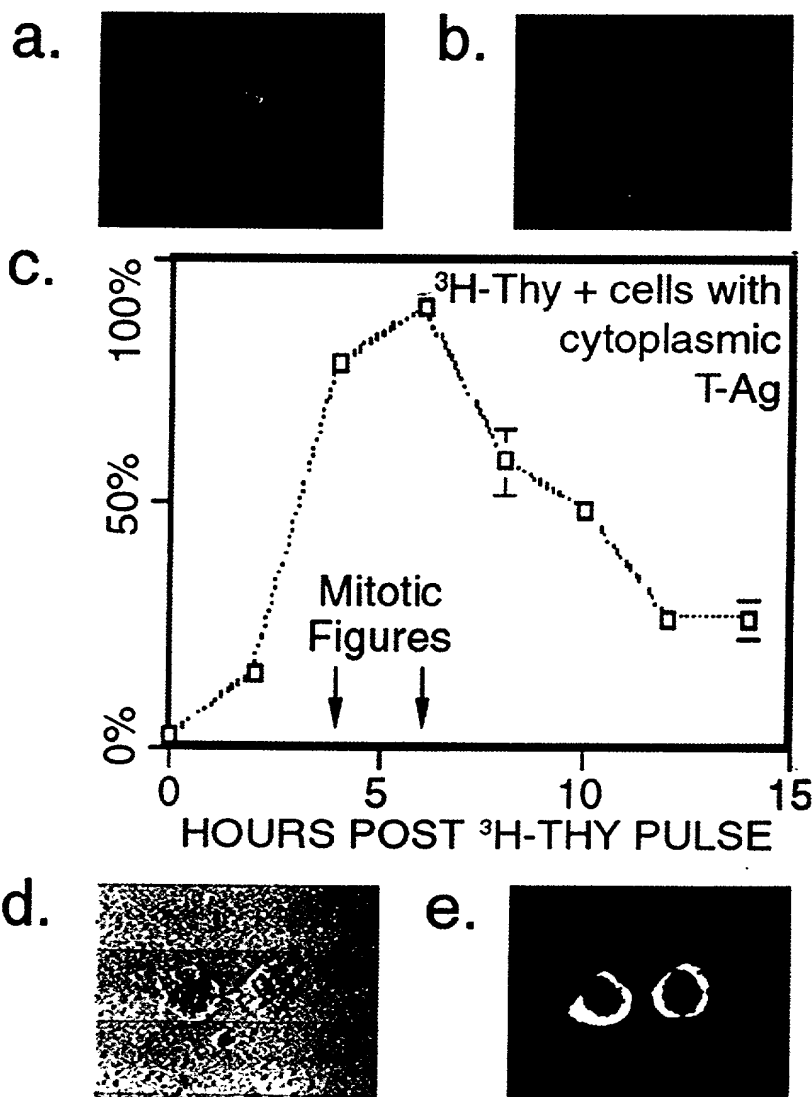 a.
b.
c.
100%
50%
0%
³H-Thy + cells with
cytoplasmic
T-Ag
Mitotic
Figures
0
5
10
15
HOURS POST ³H-THY PULSE
d.
e.